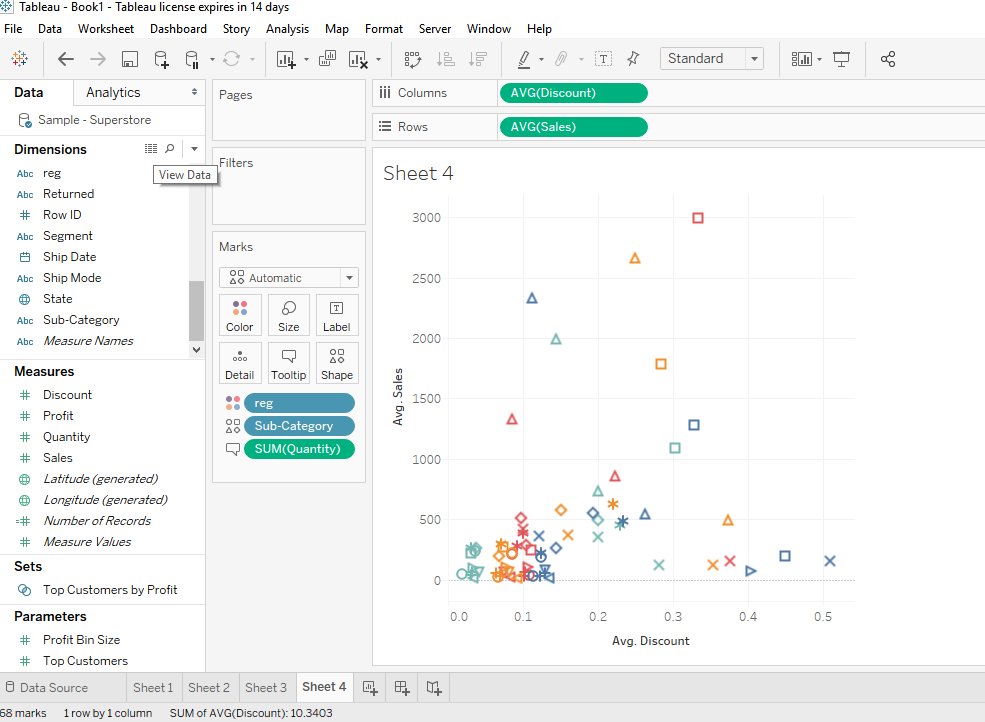 Tableau - Book1 - Tableau license expires in 14 days
File Data Worksheet Dashboard Story Analysis Map Format Server Window Help
Standard
Data Analytics
Sample - Superstore
Dimensions
View Data
Abc reg
Abc Returned
Row ID
Abc Segment
Ship Date
Abc Ship Mode
State
Abc Sub-Category
Abc Measure Names
Measures
Discount
Profit
Quantity
Sales
Latitude (generated)
Longitude (generated)
Number of Records
Measure Values
Sets
Top Customers by Profit
Parameters
Profit Bin Size
Top Customers
Pages
Filters
Marks
Automatic
Color Size Label
Detail Tooltip Shape
reg
Sub-Category
SUM(Quantity)
Columns AVG(Discount)
Rows AVG(Sales)
Sheet 4
Avg. Sales
3000
2500
2000
1500
1000
500
0
0.0 0.1 0.2 0.3 0.4 0.5
Avg. Discount
Data Source Sheet 1 Sheet 2 Sheet 3 Sheet 4
68 marks 1 row by 1 column SUM of AVG(Discount): 10.3403